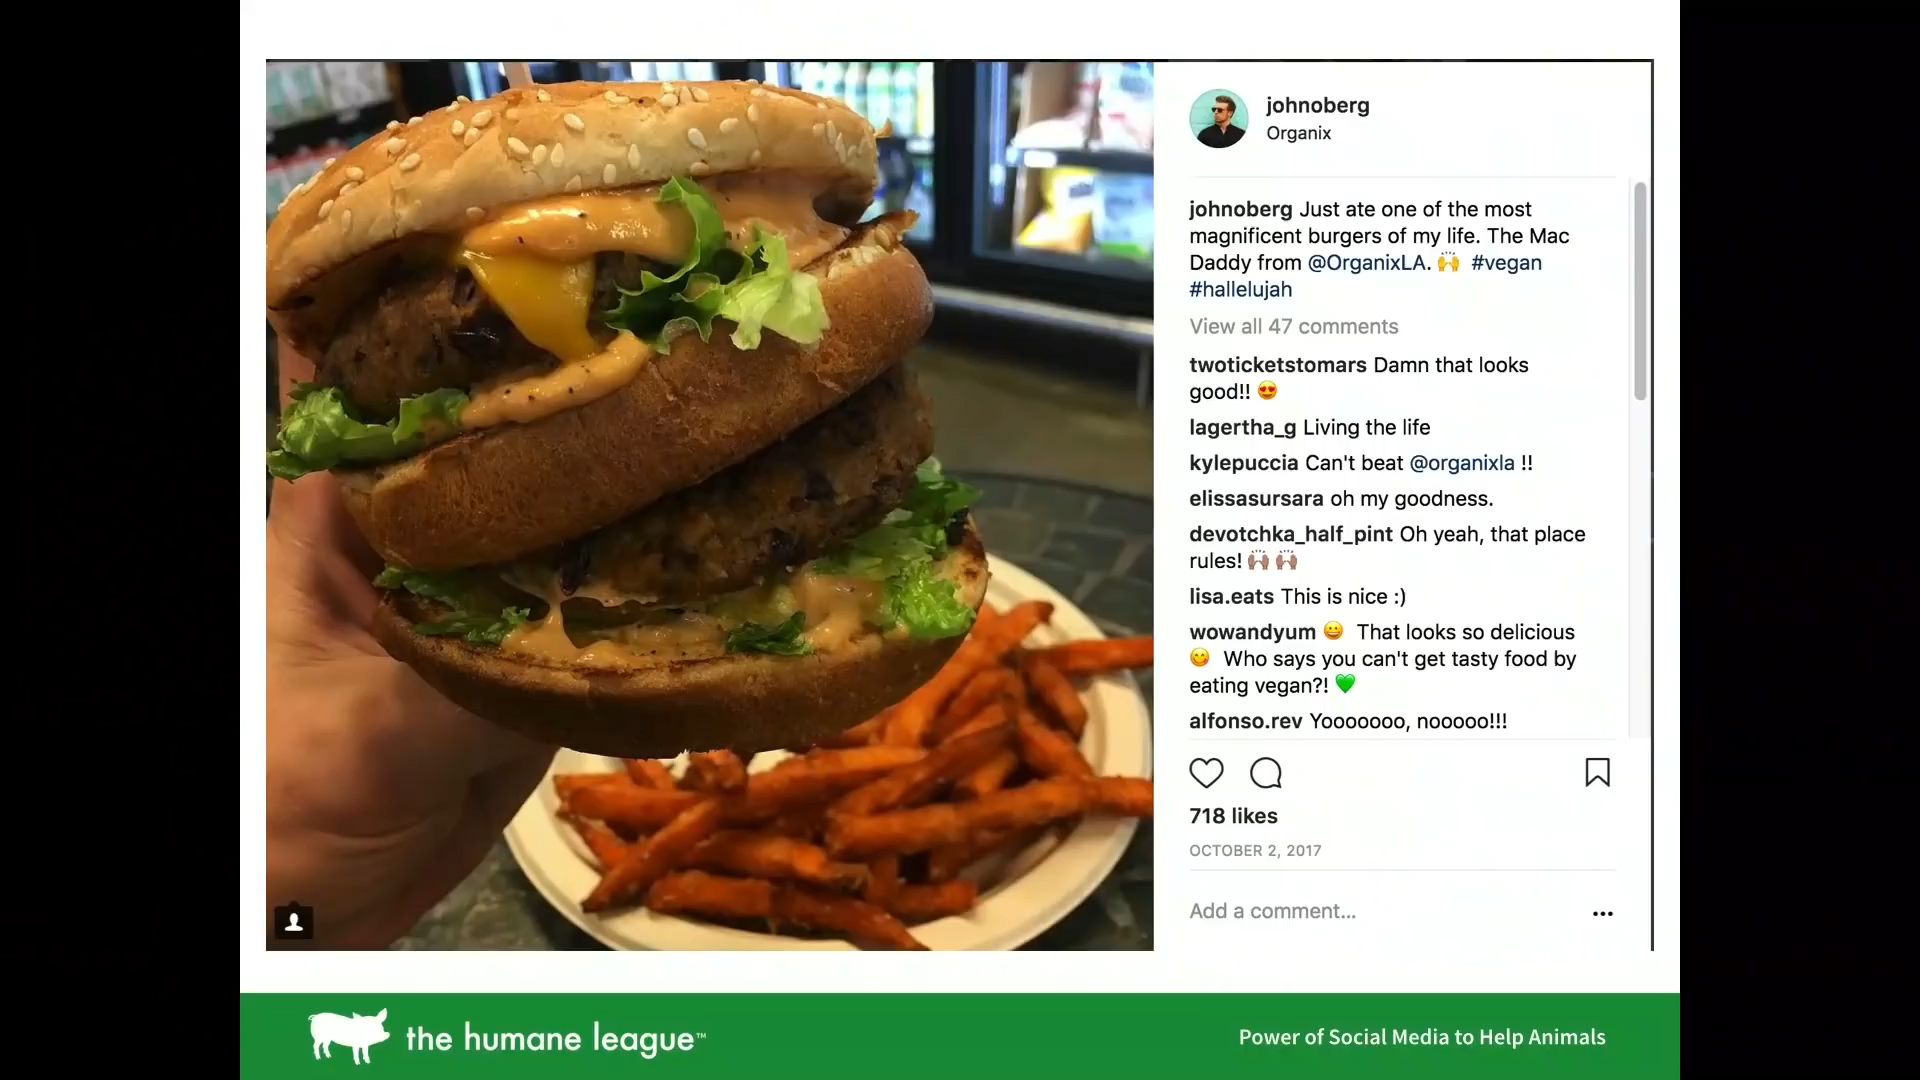 johnoberg
Organix
johnoberg Just ate one of the most
magnificent burgers of my life. The Mac
Daddy from @OrganixLA. 🙌 #vegan
#hallelujah
View all 47 comments
twoticketstomars Damn that looks
good!! 😍
lagertha_g Living the life
kylepuccia Can't beat @organixla !!
elissasursara oh my goodness.
devotchka_half_pint Oh yeah, that place
rules! 🙌🏽 🙌🏽
lisa.eats This is nice :)
wowandyum 😀 That looks so delicious
😋 Who says you can't get tasty food by
eating vegan?! 💚
alfonso.rev Yooooooo, nooooo!!!
718 likes
OCTOBER 2, 2017
Add a comment...
the humane league™
Power of Social Media to Help Animals